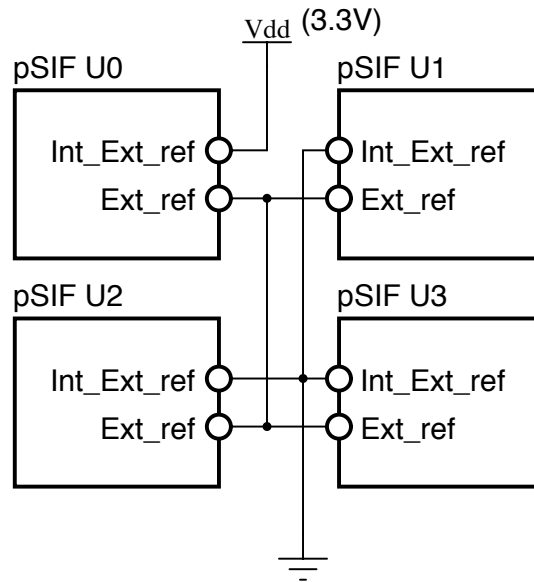 Vdd (3.3V)
pSIF U0
pSIF U1
Int_Ext_ref
Int_Ext_ref
Ext_ref
Ext_ref
pSIF U2
pSIF U3
Int_Ext_ref
Int_Ext_ref
Ext_ref
Ext_ref